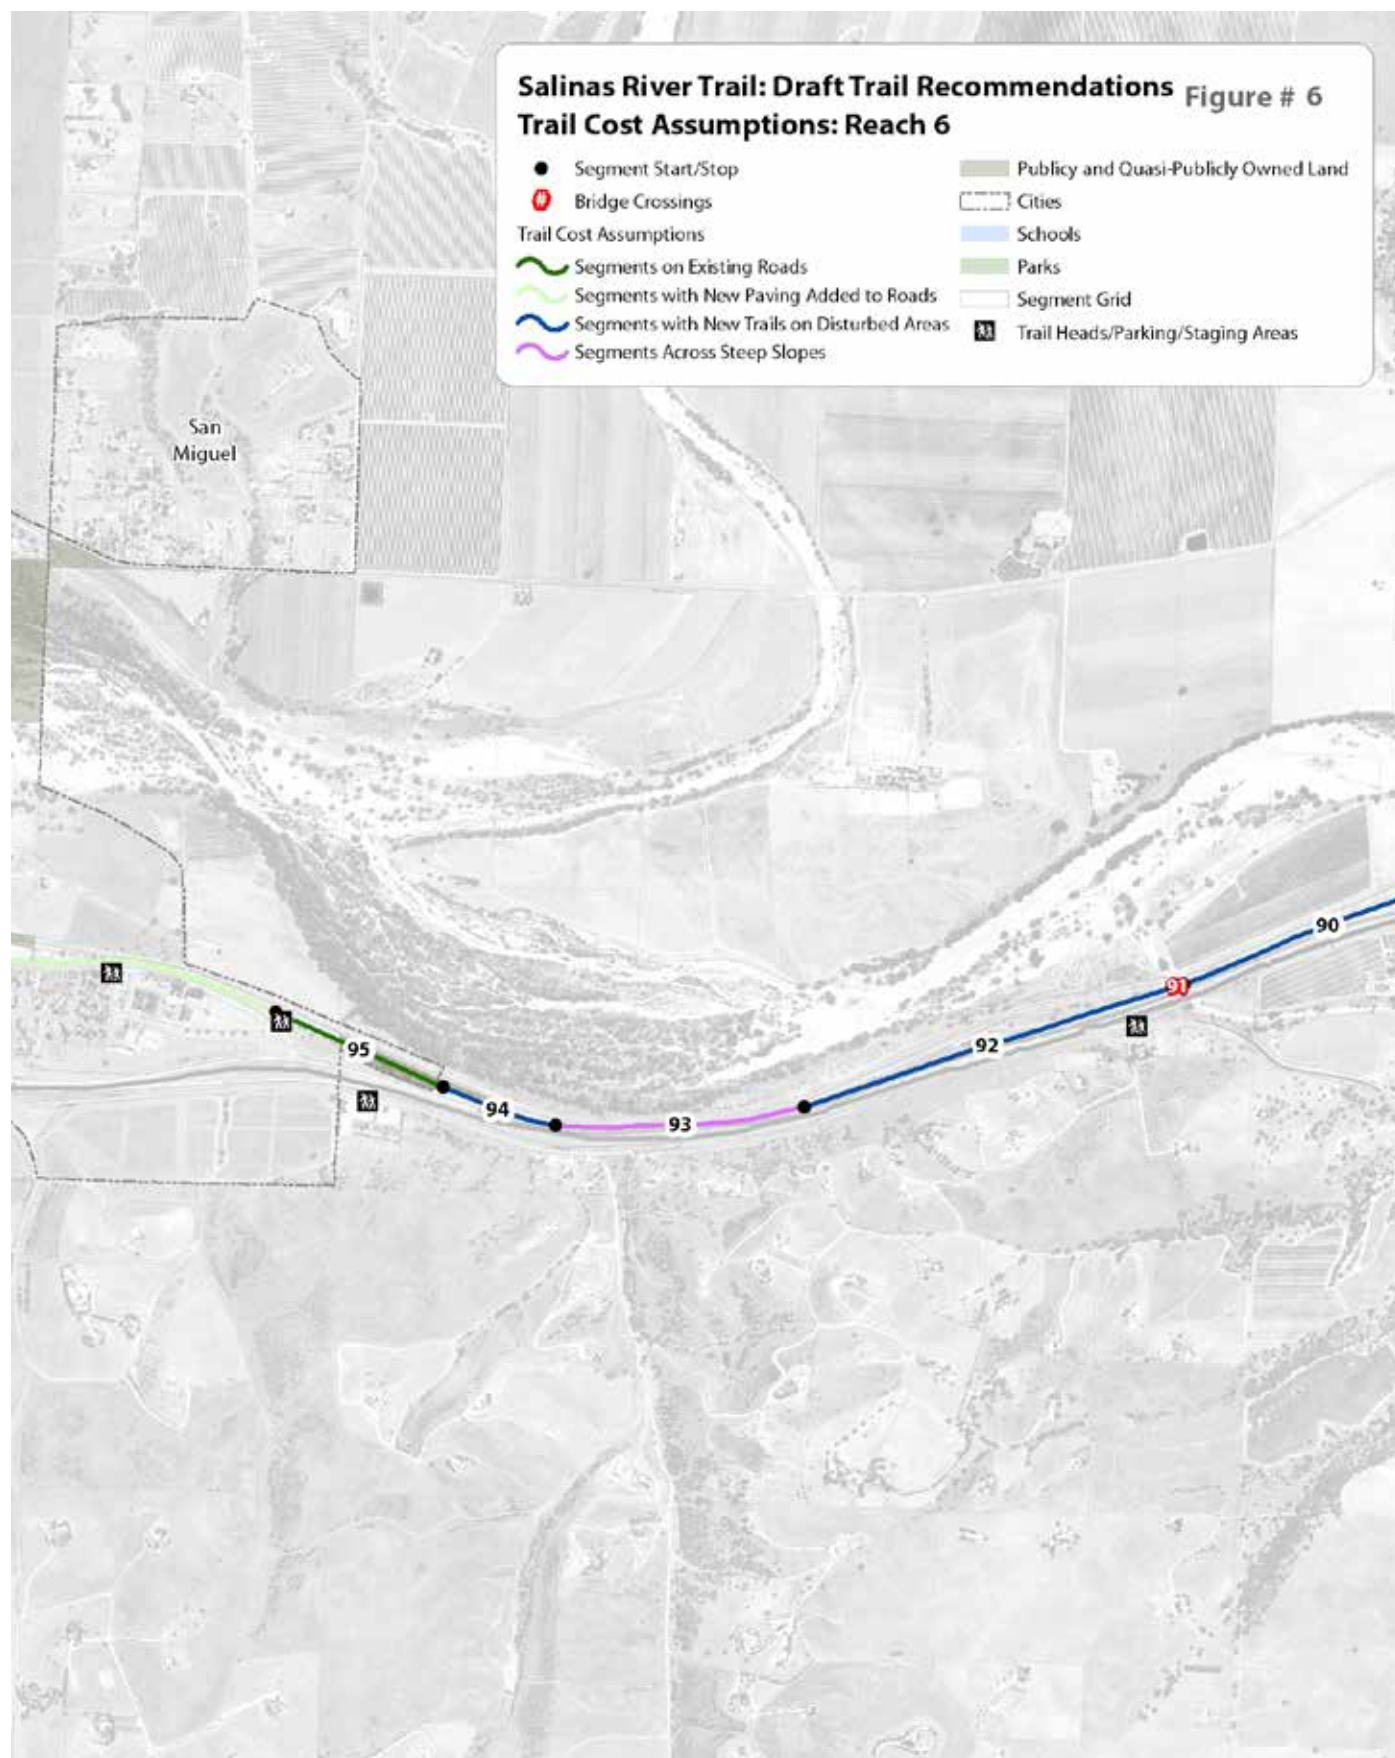 Salinas River Trail: Draft Trail Recommendations Figure # 6
Trail Cost Assumptions: Reach 6
Segment Start/Stop
# Bridge Crossings
Trail Cost Assumptions
Segments on Existing Roads
Segments with New Paving Added to Roads
Segments with New Trails on Disturbed Areas
Segments Across Steep Slopes
Publicy and Quasi-Publicly Owned Land
Cities
Schools
Parks
Segment Grid
Trail Heads/Parking/Staging Areas
San
Miguel
90
91
92
95
94
93